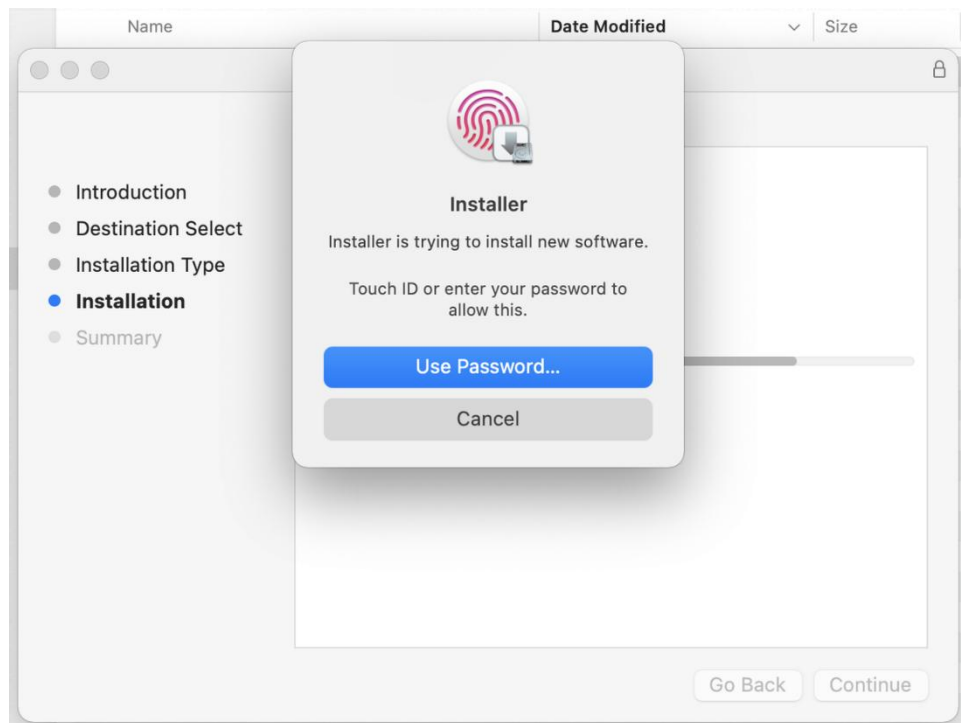 Name Date Modified Size
Installer
Introduction
Destination Select
Installation Type
Installation
Summary
Installer is trying to install new software.
Touch ID or enter your password to
allow this.
Use Password...
Cancel
Go Back Continue